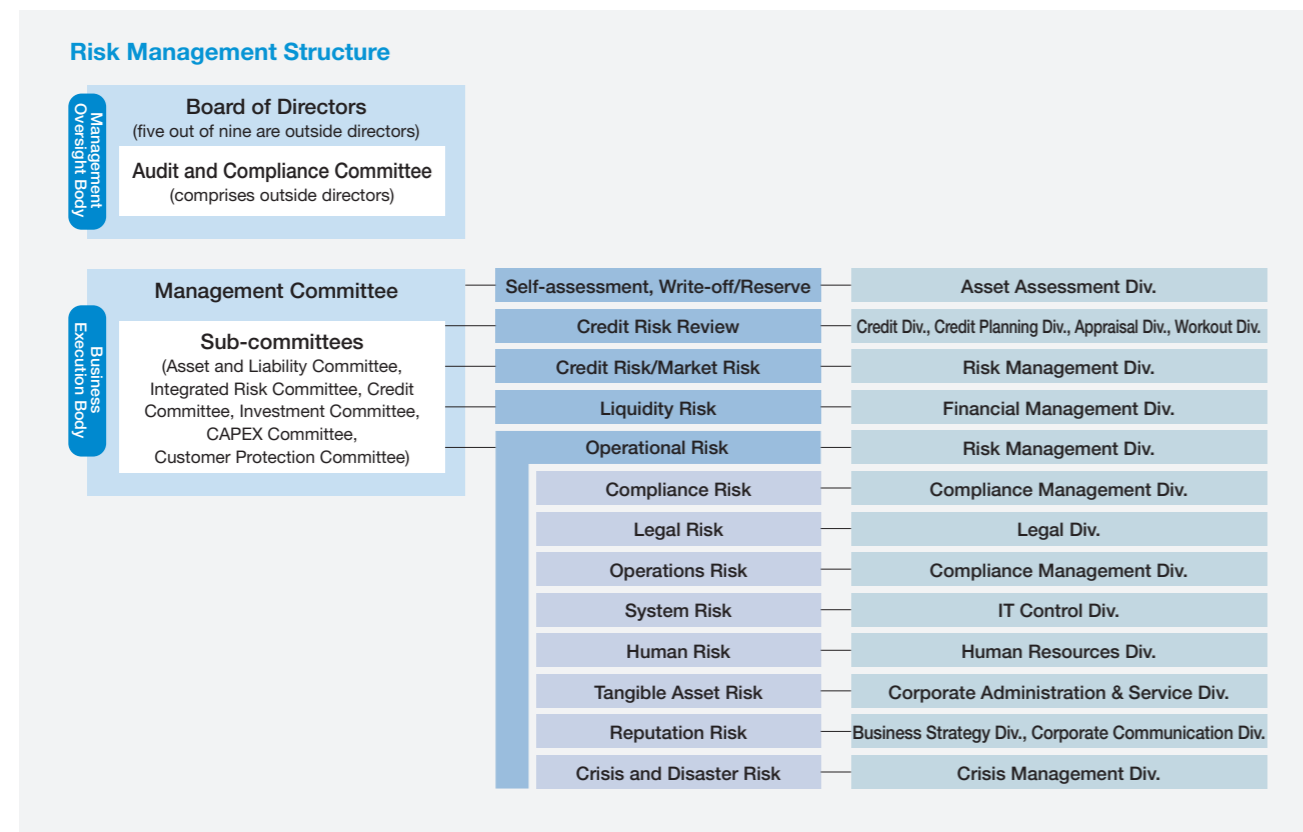 Risk Management Structure
Management
Oversight Body
Board of Directors
(five out of nine are outside directors)
Audit and Compliance Committee
(comprises outside directors)
Business
Execution Body
Management Committee
Sub-committees
(Asset and Liability Committee,
Integrated Risk Committee, Credit
Committee, Investment Committee,
CAPEX Committee,
Customer Protection Committee)
Self-assessment, Write-off/Reserve
Asset Assessment Div.
Credit Risk Review
Credit Div., Credit Planning Div., Appraisal Div., Workout Div.
Credit Risk/Market Risk
Risk Management Div.
Liquidity Risk
Financial Management Div.
Operational Risk
Risk Management Div.
Compliance Risk
Compliance Management Div.
Legal Risk
Legal Div.
Operations Risk
Compliance Management Div.
System Risk
IT Control Div.
Human Risk
Human Resources Div.
Tangible Asset Risk
Corporate Administration & Service Div.
Reputation Risk
Business Strategy Div., Corporate Communication Div.
Crisis and Disaster Risk
Crisis Management Div.